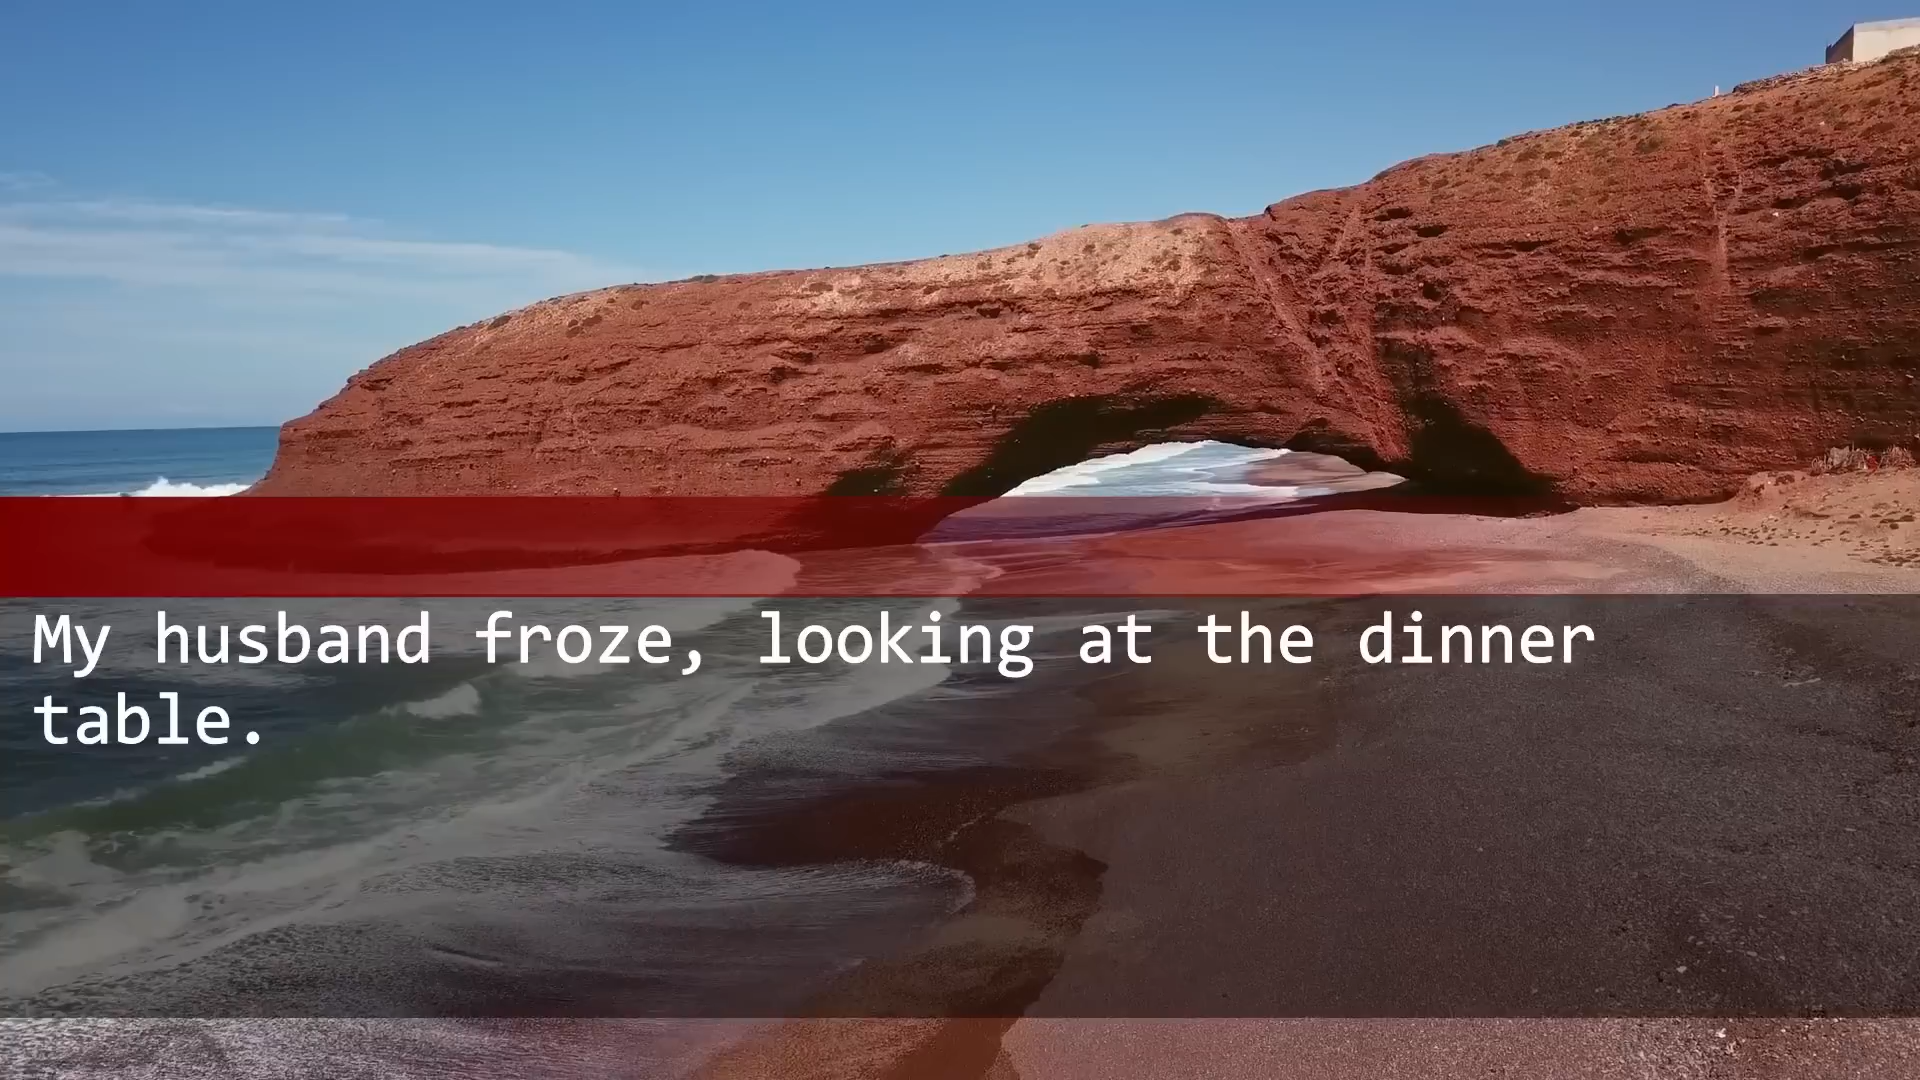 My husband froze, looking at the dinner
table.